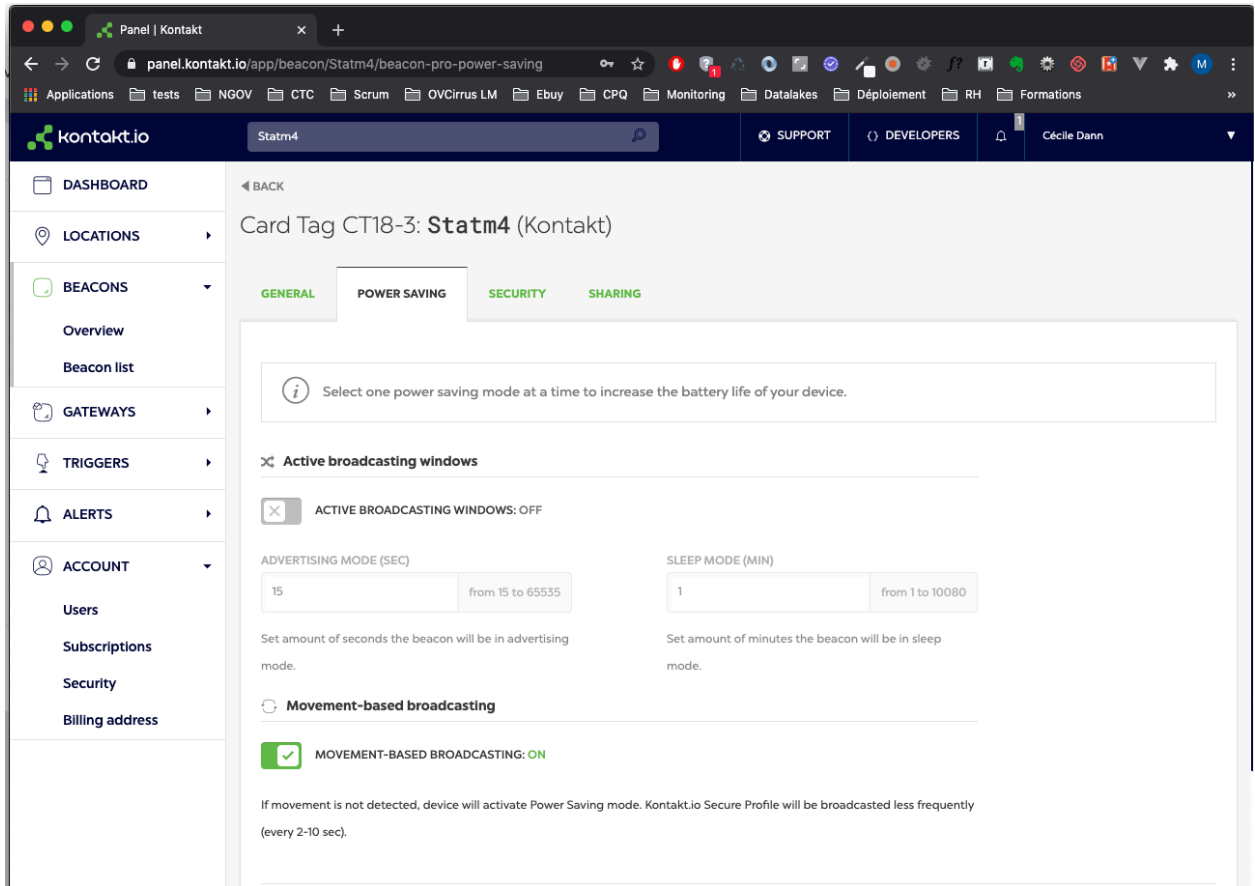 Panel | Kontakt
panel.kontakt.io/app/beacon/Statm4/beacon-pro-power-saving
1
f?
M
Applications tests NGOV CTC Scrum OVCirrus LM Ebuy CPQ Monitoring Datalakes Déploiement RH Formations »
kontakt.io
Statm4
SUPPORT
{} DEVELOPERS
1
Cécile Dann
DASHBOARD
LOCATIONS
BEACONS
Overview
Beacon list
GATEWAYS
TRIGGERS
ALERTS
ACCOUNT
Users
Subscriptions
Security
Billing address
BACK
Card Tag CT18-3: Statm4 (Kontakt)
GENERAL POWER SAVING SECURITY SHARING
Select one power saving mode at a time to increase the battery life of your device.
Active broadcasting windows
ACTIVE BROADCASTING WINDOWS: OFF
ADVERTISING MODE (SEC)
15 from 15 to 65535
Set amount of seconds the beacon will be in advertising
mode.
SLEEP MODE (MIN)
1 from 1 to 10080
Set amount of minutes the beacon will be in sleep
mode.
Movement-based broadcasting
MOVEMENT-BASED BROADCASTING: ON
If movement is not detected, device will activate Power Saving mode. Kontakt.io Secure Profile will be broadcasted less frequently
(every 2-10 sec).